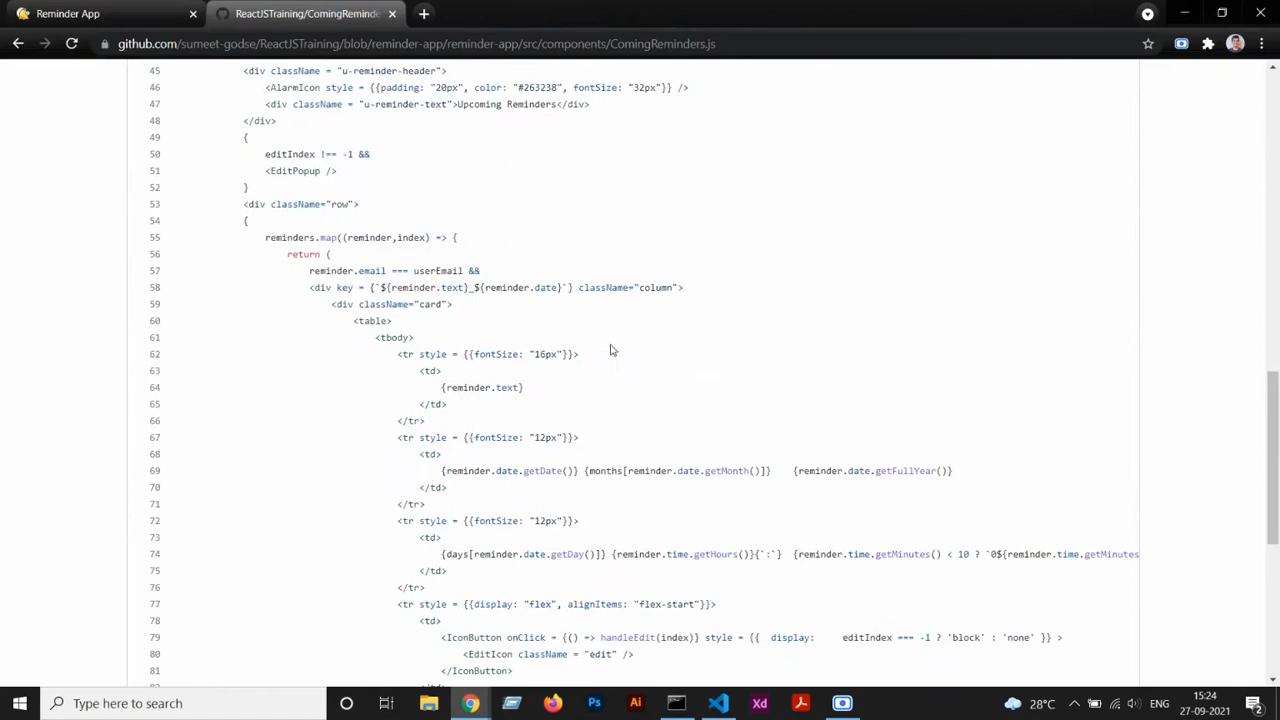 Reminder App
ReactJSTraining/ComingReminde
github.com/sumeet-godse/ReactJSTraining/blob/reminder-app/reminder-app/src/components/ComingReminders.js
45 <div className = "u-reminder-header">
46 <AlarmIcon style = {{padding: "20px", color: "#263238", fontSize: "32px"}} />
47 <div className = "u-reminder-text">Upcoming Reminders</div>
48 </div>
49 {
50 editIndex !== -1 &&
51 <EditPopup />
52 }
53 <div className="row">
54 {
55 reminders.map((reminder,index) => {
56 return (
57 reminder.email === userEmail &&
58 <div key = {`${reminder.text}_${reminder.date}`} className="column">
59 <div className="card">
60 <table>
61 <tbody>
62 <tr style = {{fontSize: "16px"}}>
63 <td>
64 {reminder.text}
65 </td>
66 </tr>
67 <tr style = {{fontSize: "12px"}}>
68 <td>
69 {reminder.date.getDate()} {months[reminder.date.getMonth()]} {reminder.date.getFullYear()}
70 </td>
71 </tr>
72 <tr style = {{fontSize: "12px"}}>
73 <td>
74 {days[reminder.date.getDay()]} {reminder.time.getHours()}{`:`} {reminder.time.getMinutes() < 10 ? `0${reminder.time.getMinutes
75 </td>
76 </tr>
77 <tr style = {{display: "flex", alignItems: "flex-start"}}>
78 <td>
79 <IconButton onClick = {() => handleEdit(index)} style = {{ display: editIndex === -1 ? 'block' : 'none' }} >
80 <EditIcon className = "edit" />
81 </IconButton>
Type here to search
28°C
ENG
15:24
27-09-2021
2